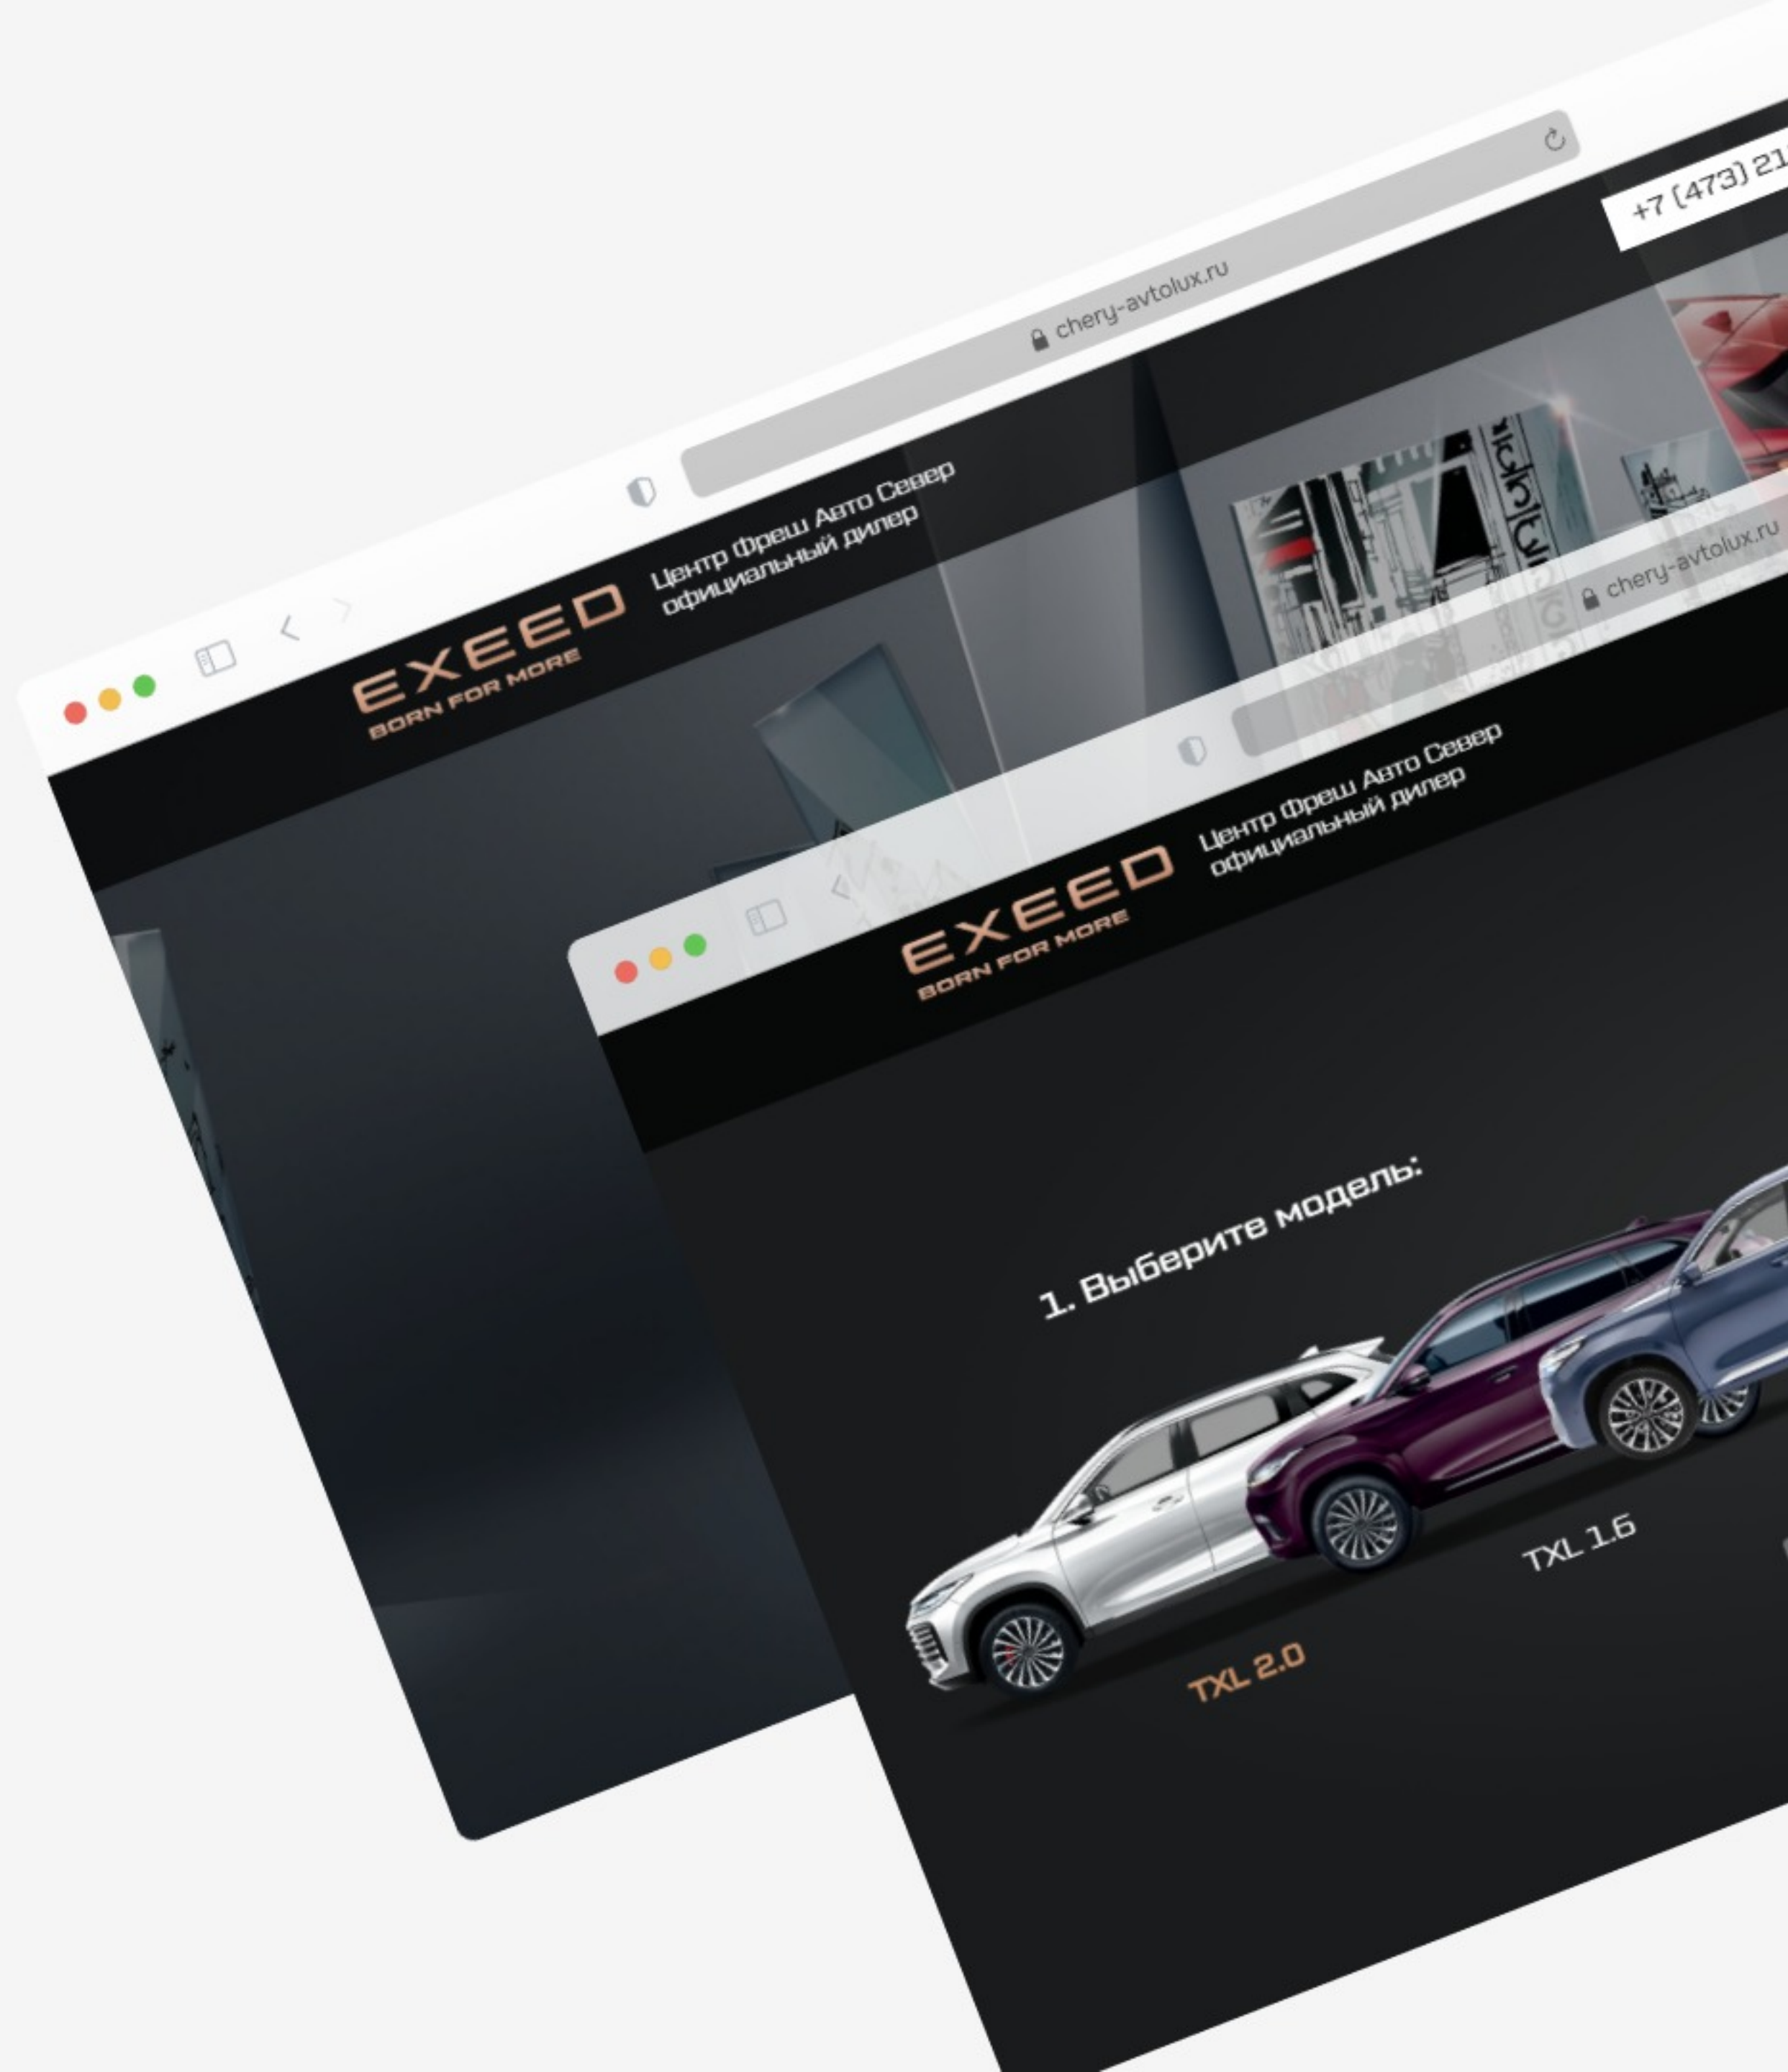 chery-avtolux.ru
+7 (473) 21
EXEED
BORN FOR MORE
Центр Фреш Авто Север
официальный дилер
chery-avtolux.ru
EXEED
BORN FOR MORE
Центр Фреш Авто Север
официальный дилер
1. Выберите модель:
TXL 2.0
TXL 1.6